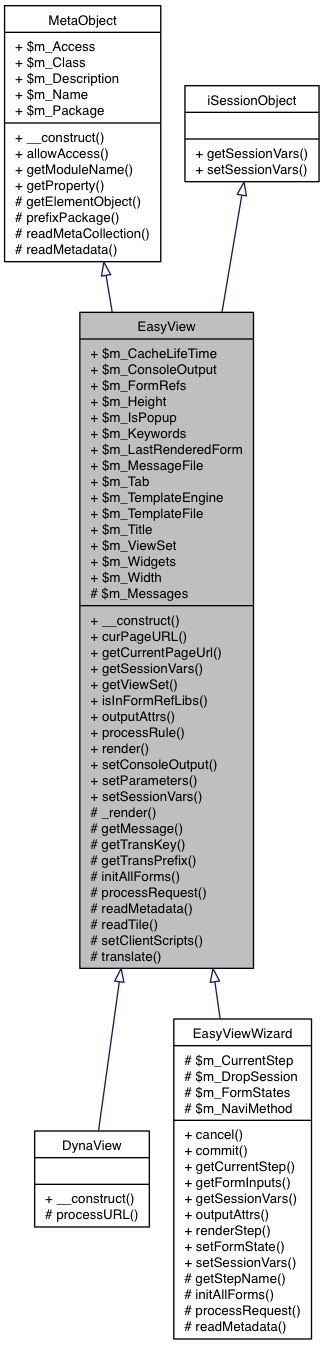 MetaObject
+ $m_Access
+ $m_Class
+ $m_Description
+ $m_Name
+ $m_Package
+ __construct()
+ allowAccess()
+ getModuleName()
+ getProperty()
# getElementObject()
# prefixPackage()
# readMetaCollection()
# readMetadata()
iSessionObject
+ getSessionVars()
+ setSessionVars()
EasyView
+ $m_CacheLifeTime
+ $m_ConsoleOutput
+ $m_FormRefs
+ $m_Height
+ $m_IsPopup
+ $m_Keywords
+ $m_LastRenderedForm
+ $m_MessageFile
+ $m_Tab
+ $m_TemplateEngine
+ $m_TemplateFile
+ $m_Title
+ $m_ViewSet
+ $m_Widgets
+ $m_Width
# $m_Messages
+ __construct()
+ curPageURL()
+ getCurrentPageUrl()
+ getSessionVars()
+ getViewSet()
+ isInFormRefLibs()
+ outputAttrs()
+ processRule()
+ render()
+ setConsoleOutput()
+ setParameters()
+ setSessionVars()
# _render()
# getMessage()
# getTransKey()
# getTransPrefix()
# initAllForms()
# processRequest()
# readMetadata()
# readTile()
# setClientScripts()
# translate()
DynaView
+ __construct()
# processURL()
EasyViewWizard
# $m_CurrentStep
# $m_DropSession
# $m_FormStates
# $m_NaviMethod
+ cancel()
+ commit()
+ getCurrentStep()
+ getFormInputs()
+ getSessionVars()
+ outputAttrs()
+ renderStep()
+ setFormState()
+ setSessionVars()
# getStepName()
# initAllForms()
# processRequest()
# readMetadata()